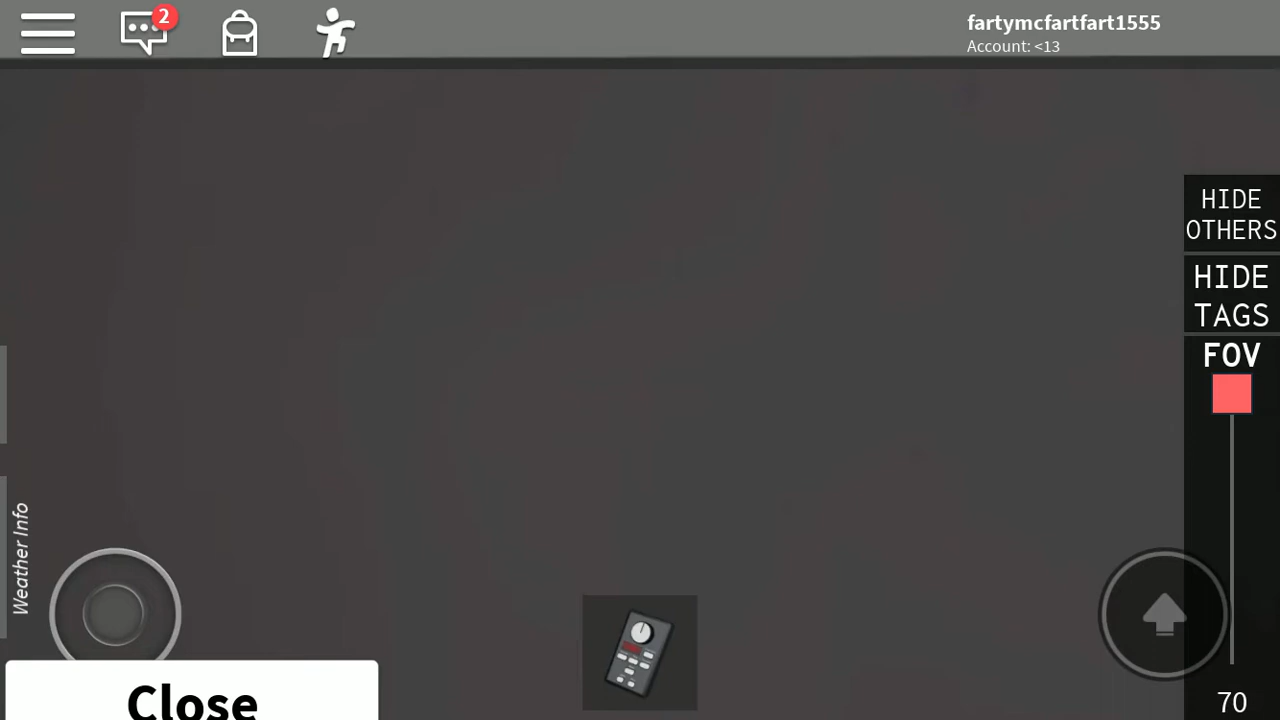 2
fartymcfartfart1555
Account: <13
HIDE
OTHERS
HIDE
TAGS
FOV
Weather Info
Close
70